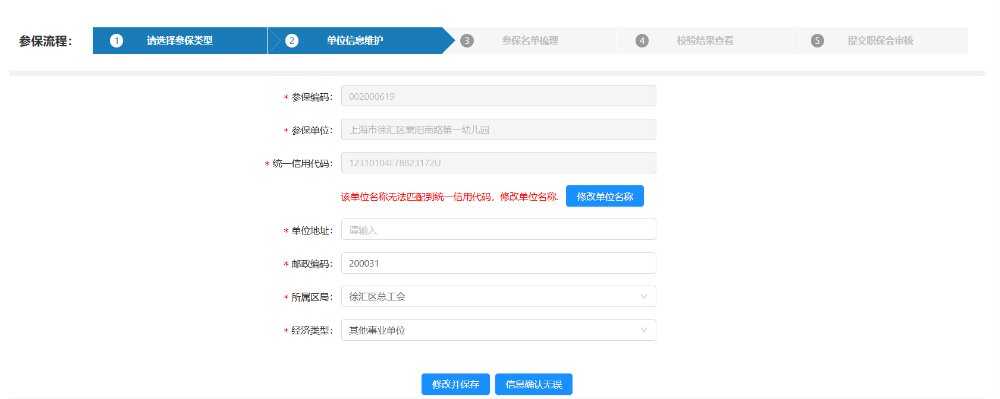 参保流程： 1 请选择参保类型 2 单位信息维护 3 参保名单梳理 4 校验结果查看 5 提交职保会审核
* 参保编码： 002000619
* 参保单位： 上海市徐汇区襄阳南路第一幼儿园
* 统一信用代码： 12310104E78823172U
该单位名称无法匹配到统一信用代码，修改单位名称. 修改单位名称
* 单位地址： 请输入
* 邮政编码： 200031
* 所属区局： 徐汇区总工会
* 经济类型： 其他事业单位
修改并保存 信息确认无误